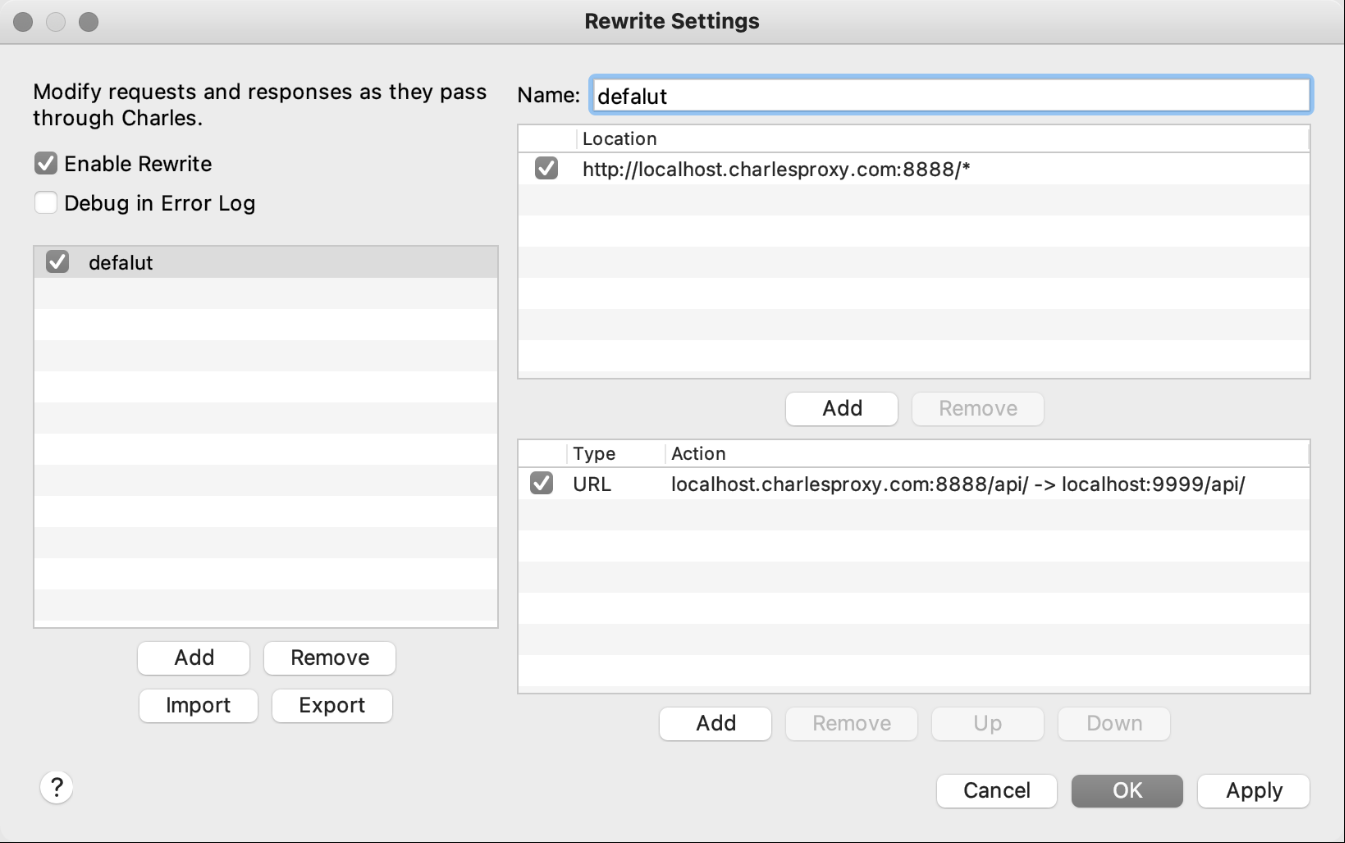 Rewrite Settings
Modify requests and responses as they pass
through Charles.
Enable Rewrite
Debug in Error Log
defalut
Add Remove
Import Export
?
Name: defalut
Location
http://localhost.charlesproxy.com:8888/*
Add Remove
Type Action
URL localhost.charlesproxy.com:8888/api/ -> localhost:9999/api/
Add Remove Up Down
Cancel OK Apply